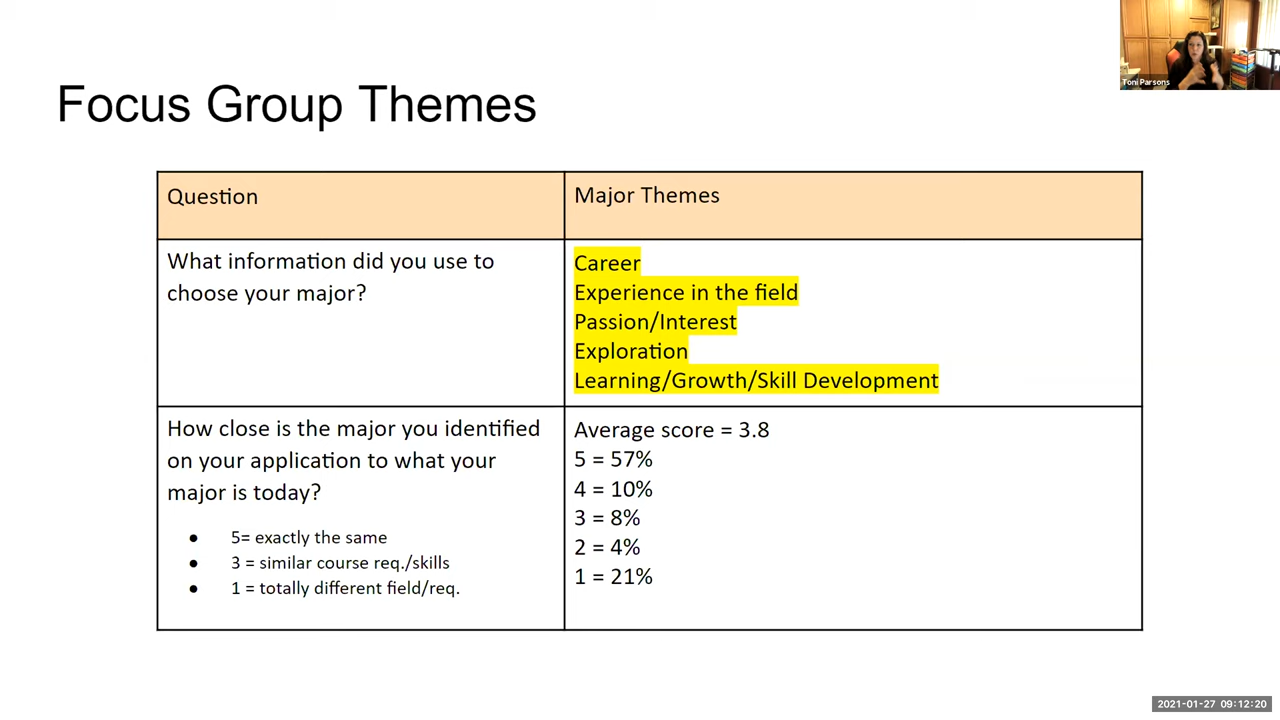 Toni Parsons
Focus Group Themes
Question
Major Themes
What information did you use to
choose your major?
Career
Experience in the field
Passion/Interest
Exploration
Learning/Growth/Skill Development
How close is the major you identified
on your application to what your
major is today?
● 5= exactly the same
● 3 = similar course req./skills
● 1 = totally different field/req.
Average score = 3.8
5 = 57%
4 = 10%
3 = 8%
2 = 4%
1 = 21%
2021-01-27 09:12:20